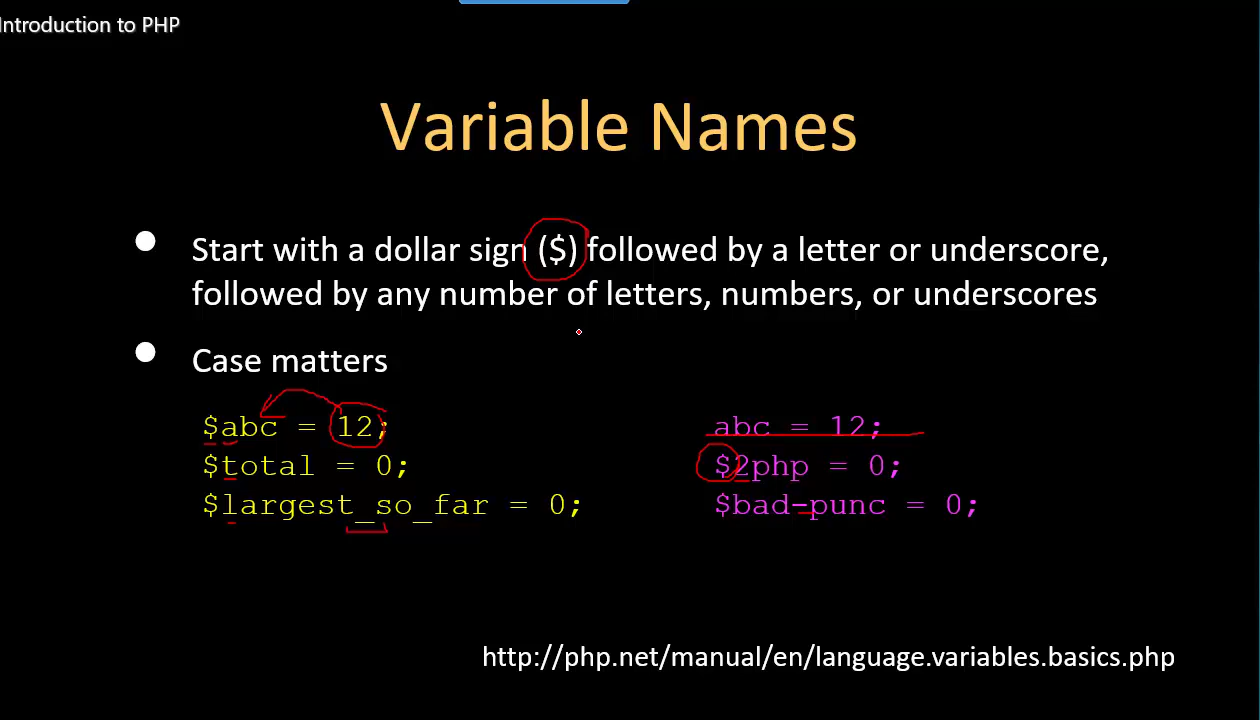 Introduction to PHP
Variable Names
● Start with a dollar sign ($) followed by a letter or underscore,
followed by any number of letters, numbers, or underscores
● Case matters
$abc = 12;
$total = 0;
$largest_so_far = 0;
abc = 12;
$2php = 0;
$bad-punc = 0;
http://php.net/manual/en/language.variables.basics.php